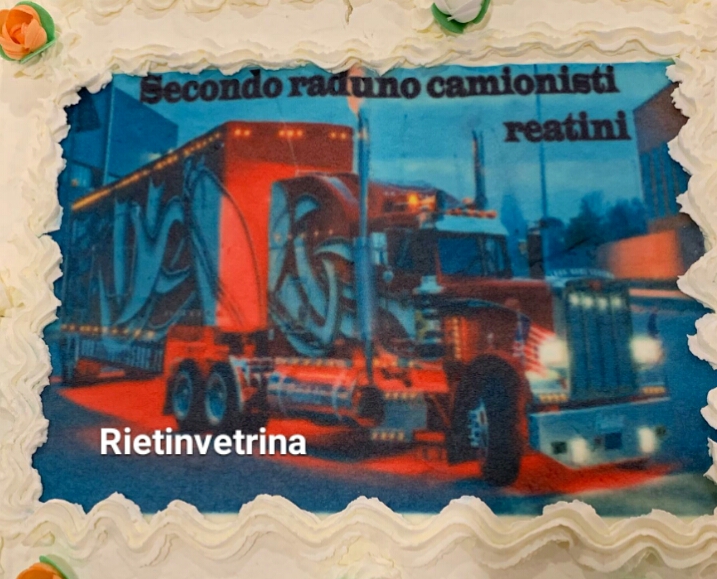 Secondo raduno camionisti
reatini
Rietinvetrina